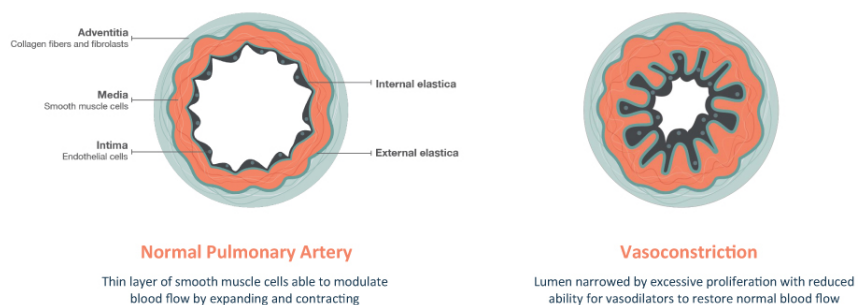 Adventitia
Collagen fibers and fibrolasts
Media
Smooth muscle cells
Intima
Endothelial cells
Internal elastica
External elastica
Normal Pulmonary Artery
Thin layer of smooth muscle cells able to modulate
blood flow by expanding and contracting
Vasoconstriction
Lumen narrowed by excessive proliferation with reduced
ability for vasodilators to restore normal blood flow